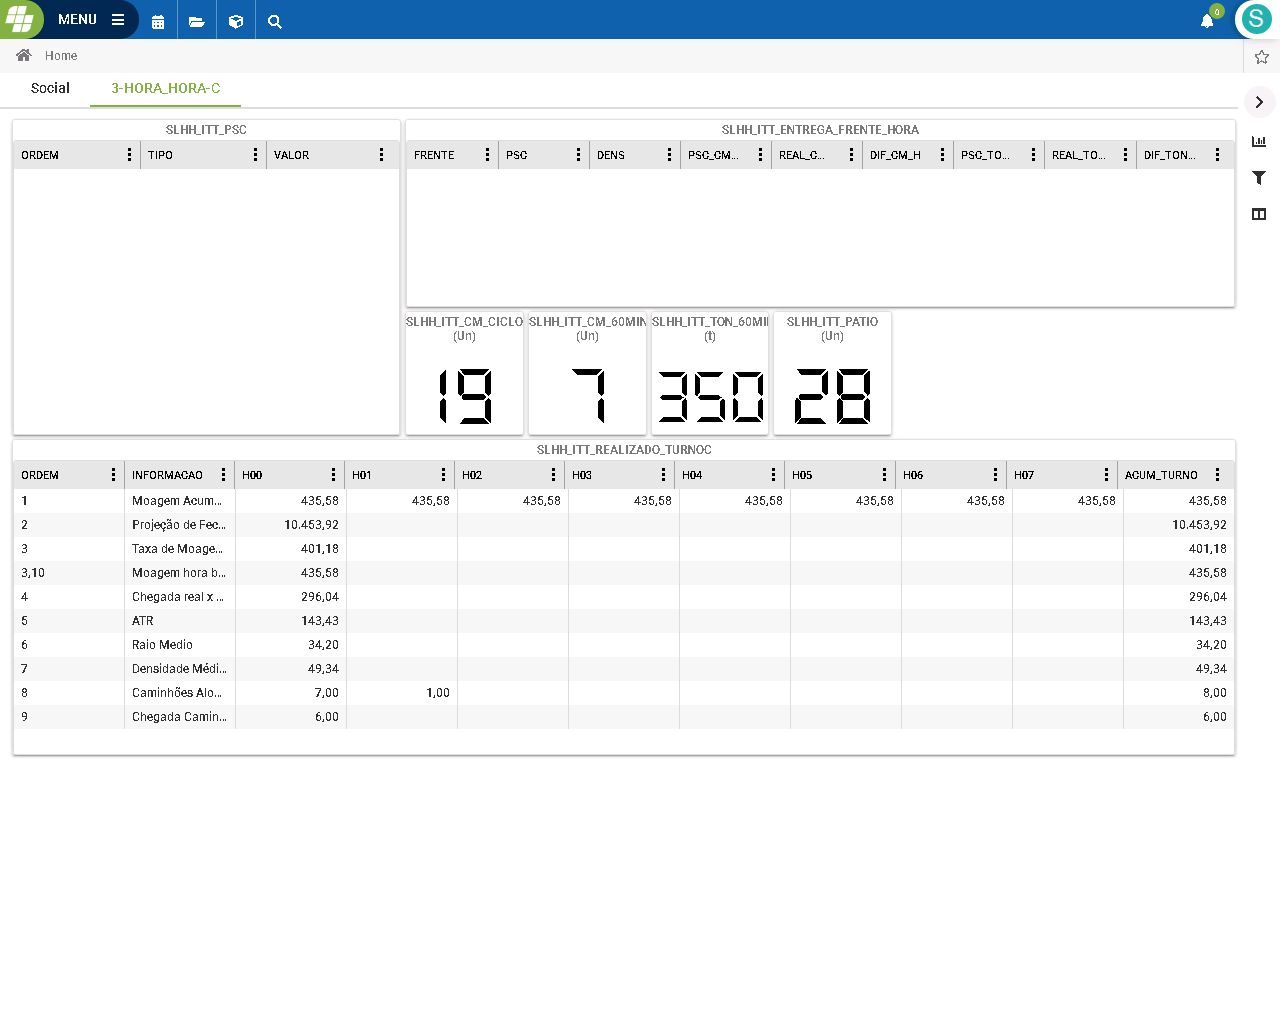 MENU
0
S
Home
Social
3-HORA_HORA-C
SLHH_ITT_PSC
ORDEM TIPO VALOR
SLHH_ITT_ENTREGA_FRENTE_HORA
FRENTE PSC DENS PSC_CM... REAL_C... DIF_CM_H PSC_TO... REAL_TO... DIF_TON...
SLHH_ITT_CM_CICLO
(Un)
19
SLHH_ITT_CM_60MIN
(Un)
7
SLHH_ITT_TON_60MI
(t)
350
SLHH_ITT_PATIO
(Un)
28
SLHH_ITT_REALIZADO_TURNOC
ORDEM INFORMACAO H00 H01 H02 H03 H04 H05 H06 H07 ACUM_TURNO
1 Moagem Acum... 435,58 435,58 435,58 435,58 435,58 435,58 435,58 435,58 435,58
2 Projeção de Fec... 10.453,92 10.453,92
3 Taxa de Moage... 401,18 401,18
3,10 Moagem hora b... 435,58 435,58
4 Chegada real x ... 296,04 296,04
5 ATR 143,43 143,43
6 Raio Medio 34,20 34,20
7 Densidade Médi... 49,34 49,34
8 Caminhões Alo... 7,00 1,00 8,00
9 Chegada Camin... 6,00 6,00